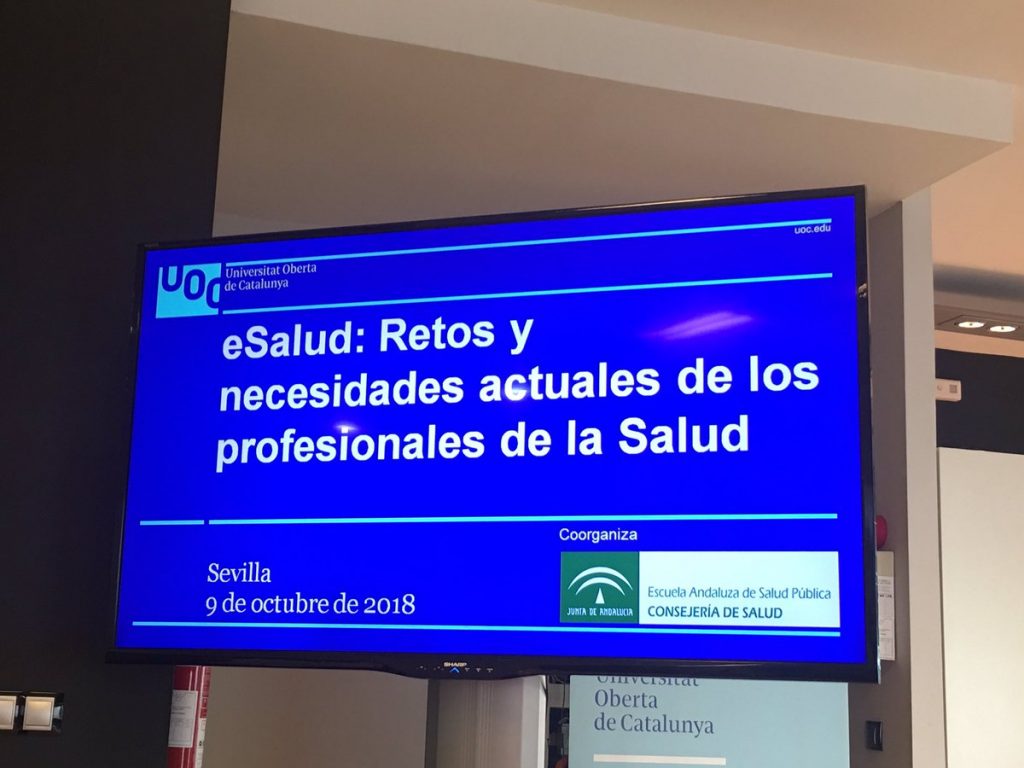 uoc.edu
UOC
Universitat Oberta
de Catalunya
eSalud: Retos y
necesidades actuales de los
profesionales de la Salud
Coorganiza
Sevilla
9 de octubre de 2018
JUNTA DE ANDALUCIA
Escuela Andaluza de Salud Pública
CONSEJERÍA DE SALUD
SHARP
Universitat
Oberta
de Catalunya